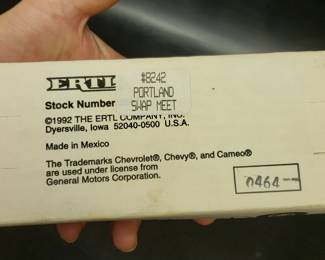 ERTL
#8242
PORTLAND
SWAP MEET
Stock Number
©1992 THE ERTL COMPANY, INC.
Dyersville, Iowa 52040-0500 U.S.A.
Made in Mexico
The Trademarks Chevrolet®, Chevy®, and Cameo®
are used under license from
General Motors Corporation.
0464